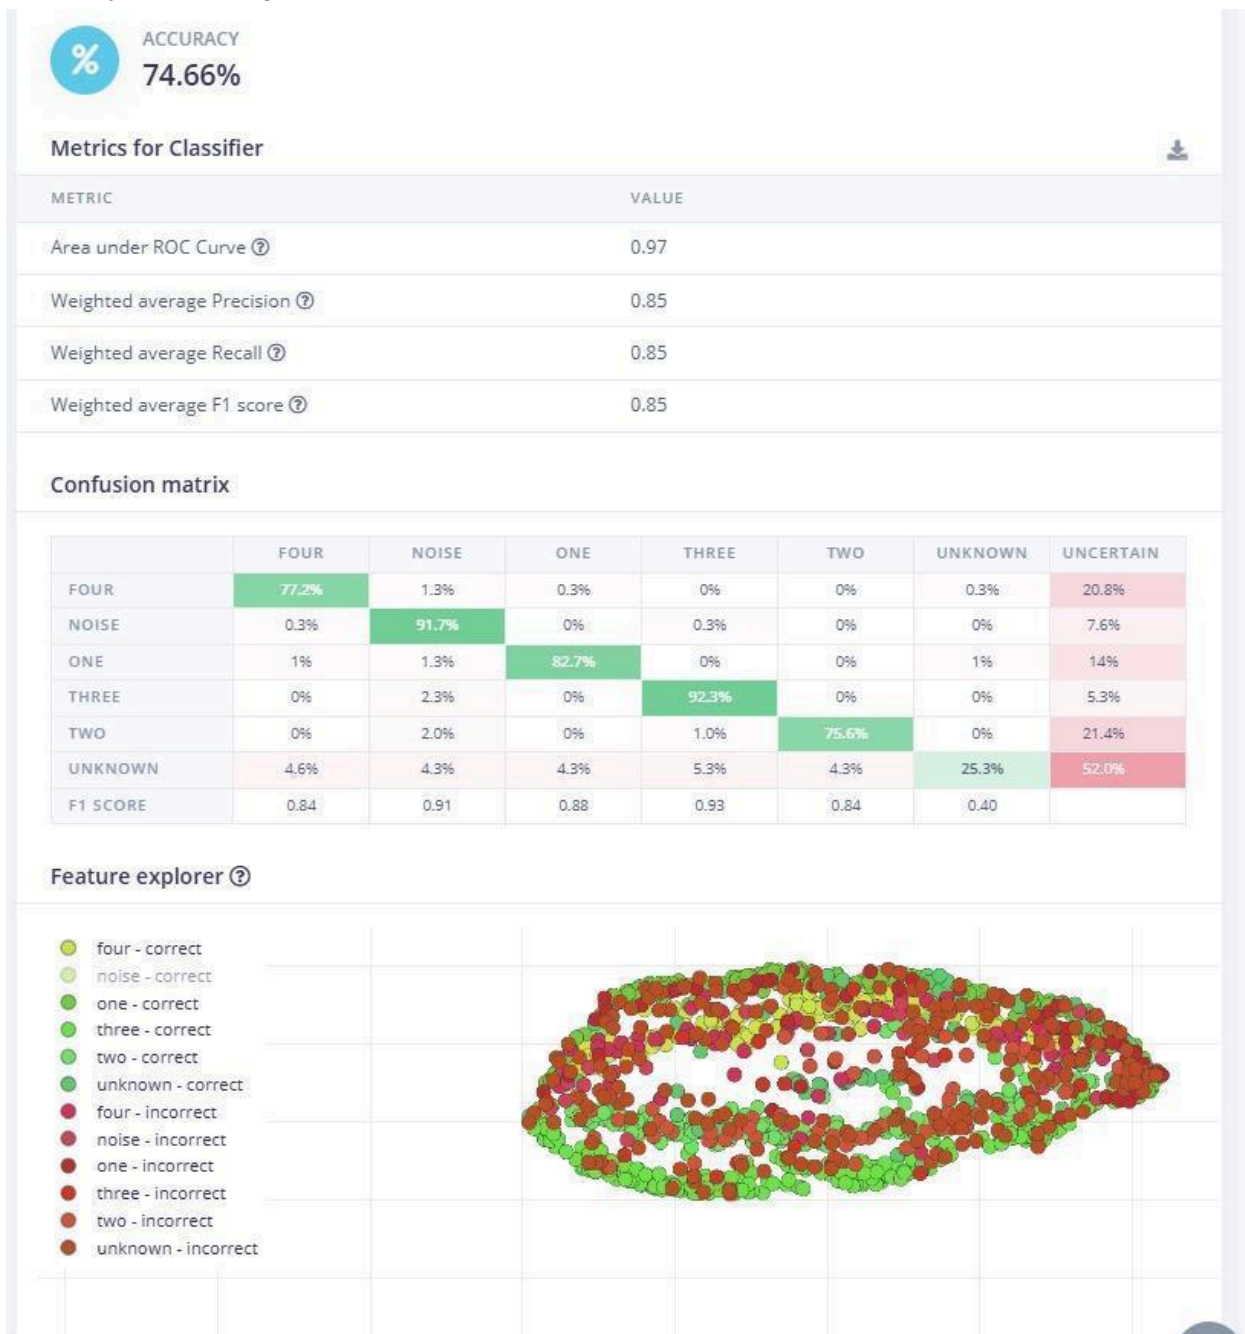 %
ACCURACY
74.66%
Metrics for Classifier
METRIC VALUE
Area under ROC Curve ? 0.97
Weighted average Precision ? 0.85
Weighted average Recall ? 0.85
Weighted average F1 score ? 0.85
Confusion matrix
FOUR NOISE ONE THREE TWO UNKNOWN UNCERTAIN
FOUR 77.2% 1.3% 0.3% 0% 0% 0.3% 20.8%
NOISE 0.3% 91.7% 0% 0.3% 0% 0% 7.6%
ONE 1% 1.3% 82.7% 0% 0% 1% 14%
THREE 0% 2.3% 0% 92.3% 0% 0% 5.3%
TWO 0% 2.0% 0% 1.0% 75.6% 0% 21.4%
UNKNOWN 4.6% 4.3% 4.3% 5.3% 4.3% 25.3% 52.0%
F1 SCORE 0.84 0.91 0.88 0.93 0.84 0.40
Feature explorer ?
four - correct
noise - correct
one - correct
three - correct
two - correct
unknown - correct
four - incorrect
noise - incorrect
one - incorrect
three - incorrect
two - incorrect
unknown - incorrect